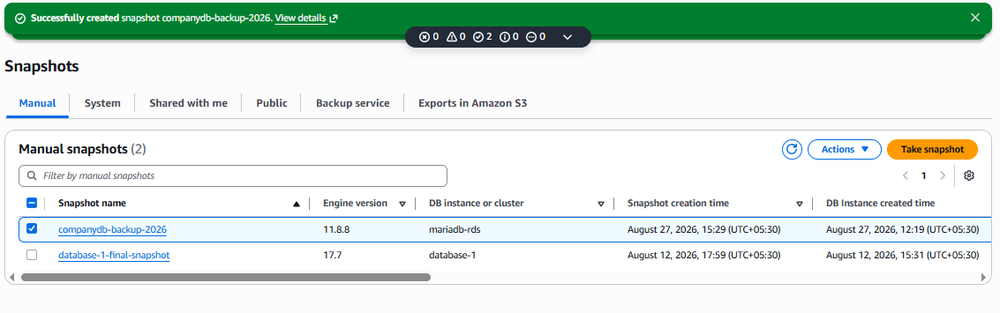 Successfully created snapshot companydb-backup-2026. View details
0 0 2 0 0
Snapshots
Manual System Shared with me Public Backup service Exports in Amazon S3
Manual snapshots (2) Actions Take snapshot
Filter by manual snapshots 1
Snapshot name Engine version DB instance or cluster Snapshot creation time DB Instance created time
companydb-backup-2026 11.8.8 mariadb-rds August 27, 2026, 15:29 (UTC+05:30) August 27, 2026, 12:19 (UTC+05:30)
database-1-final-snapshot 17.7 database-1 August 12, 2026, 17:59 (UTC+05:30) August 12, 2026, 15:31 (UTC+05:30)